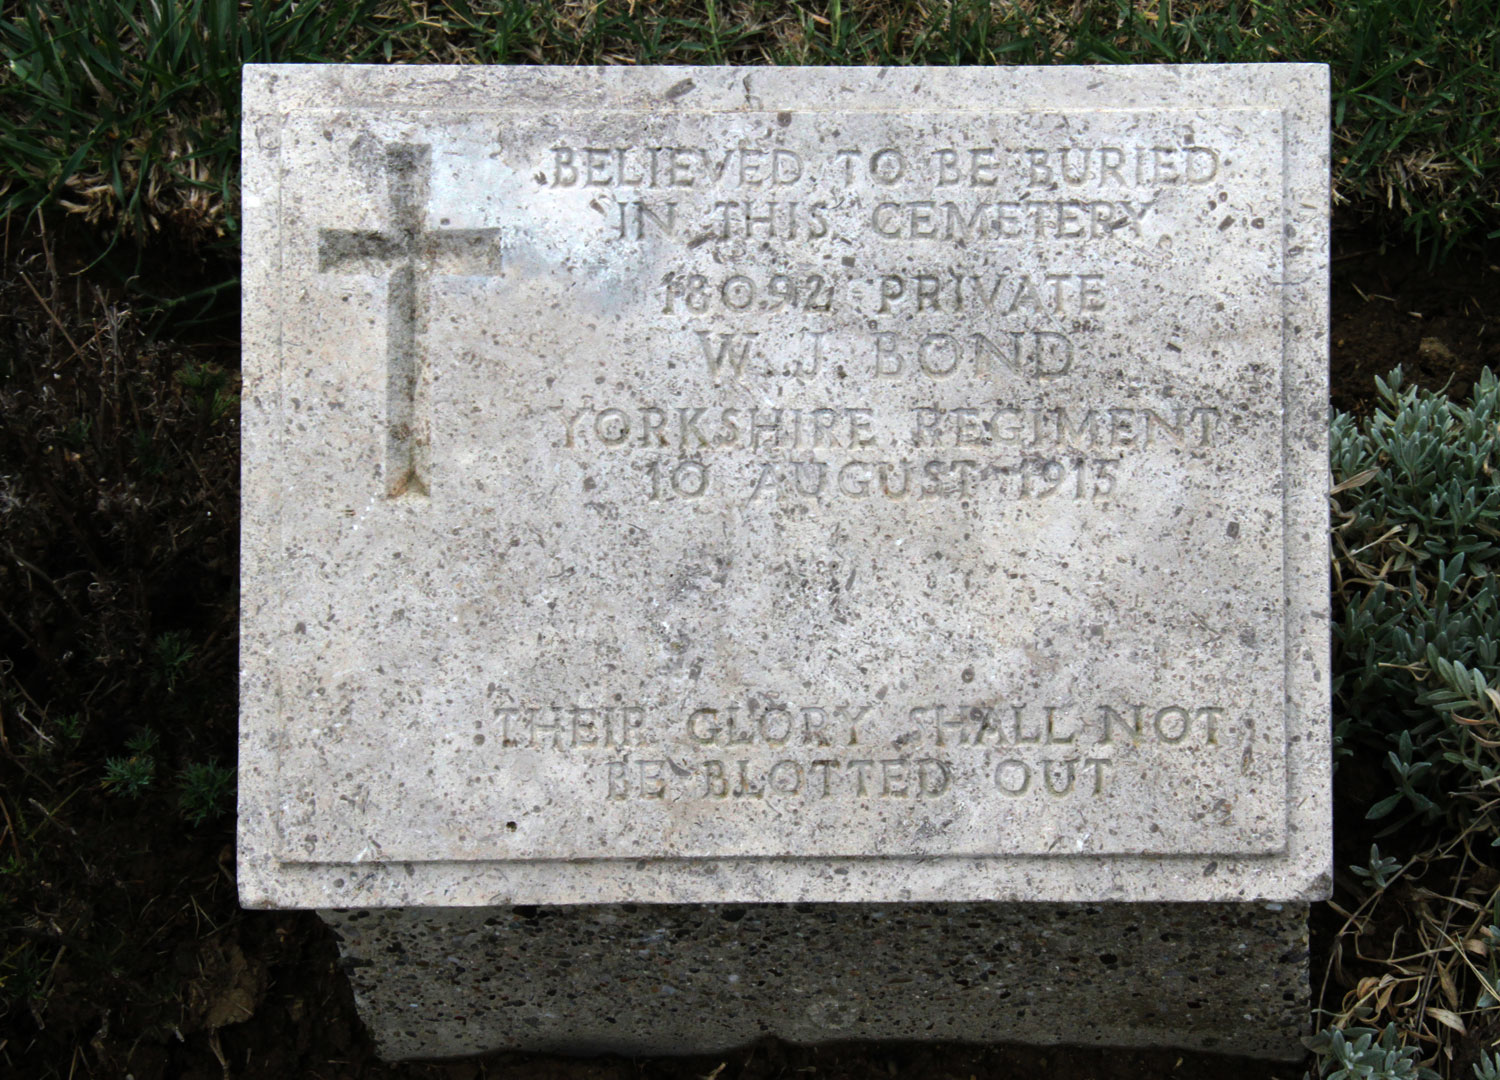 BELIEVED TO BE BURIED
IN THIS CEMETERY
18092 PRIVATE
W. J. BOND
YORKSHIRE REGIMENT
10 AUGUST 1915
THEIR GLORY SHALL NOT
BE BLOTTED OUT